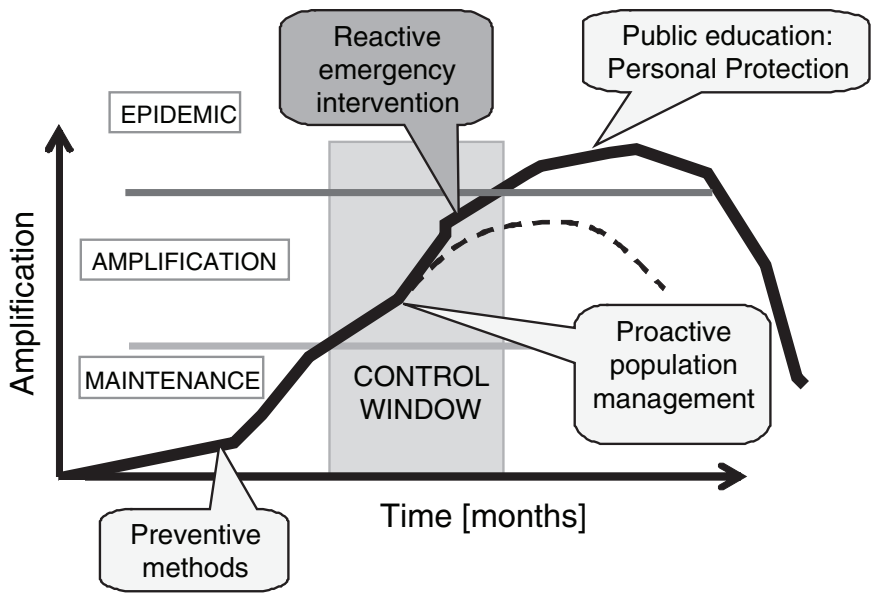 Reactive
emergency
intervention
Public education:
Personal Protection
EPIDEMIC
AMPLIFICATION
Amplification
MAINTENANCE
CONTROL
WINDOW
Proactive
population
management
Preventive
methods
Time [months]